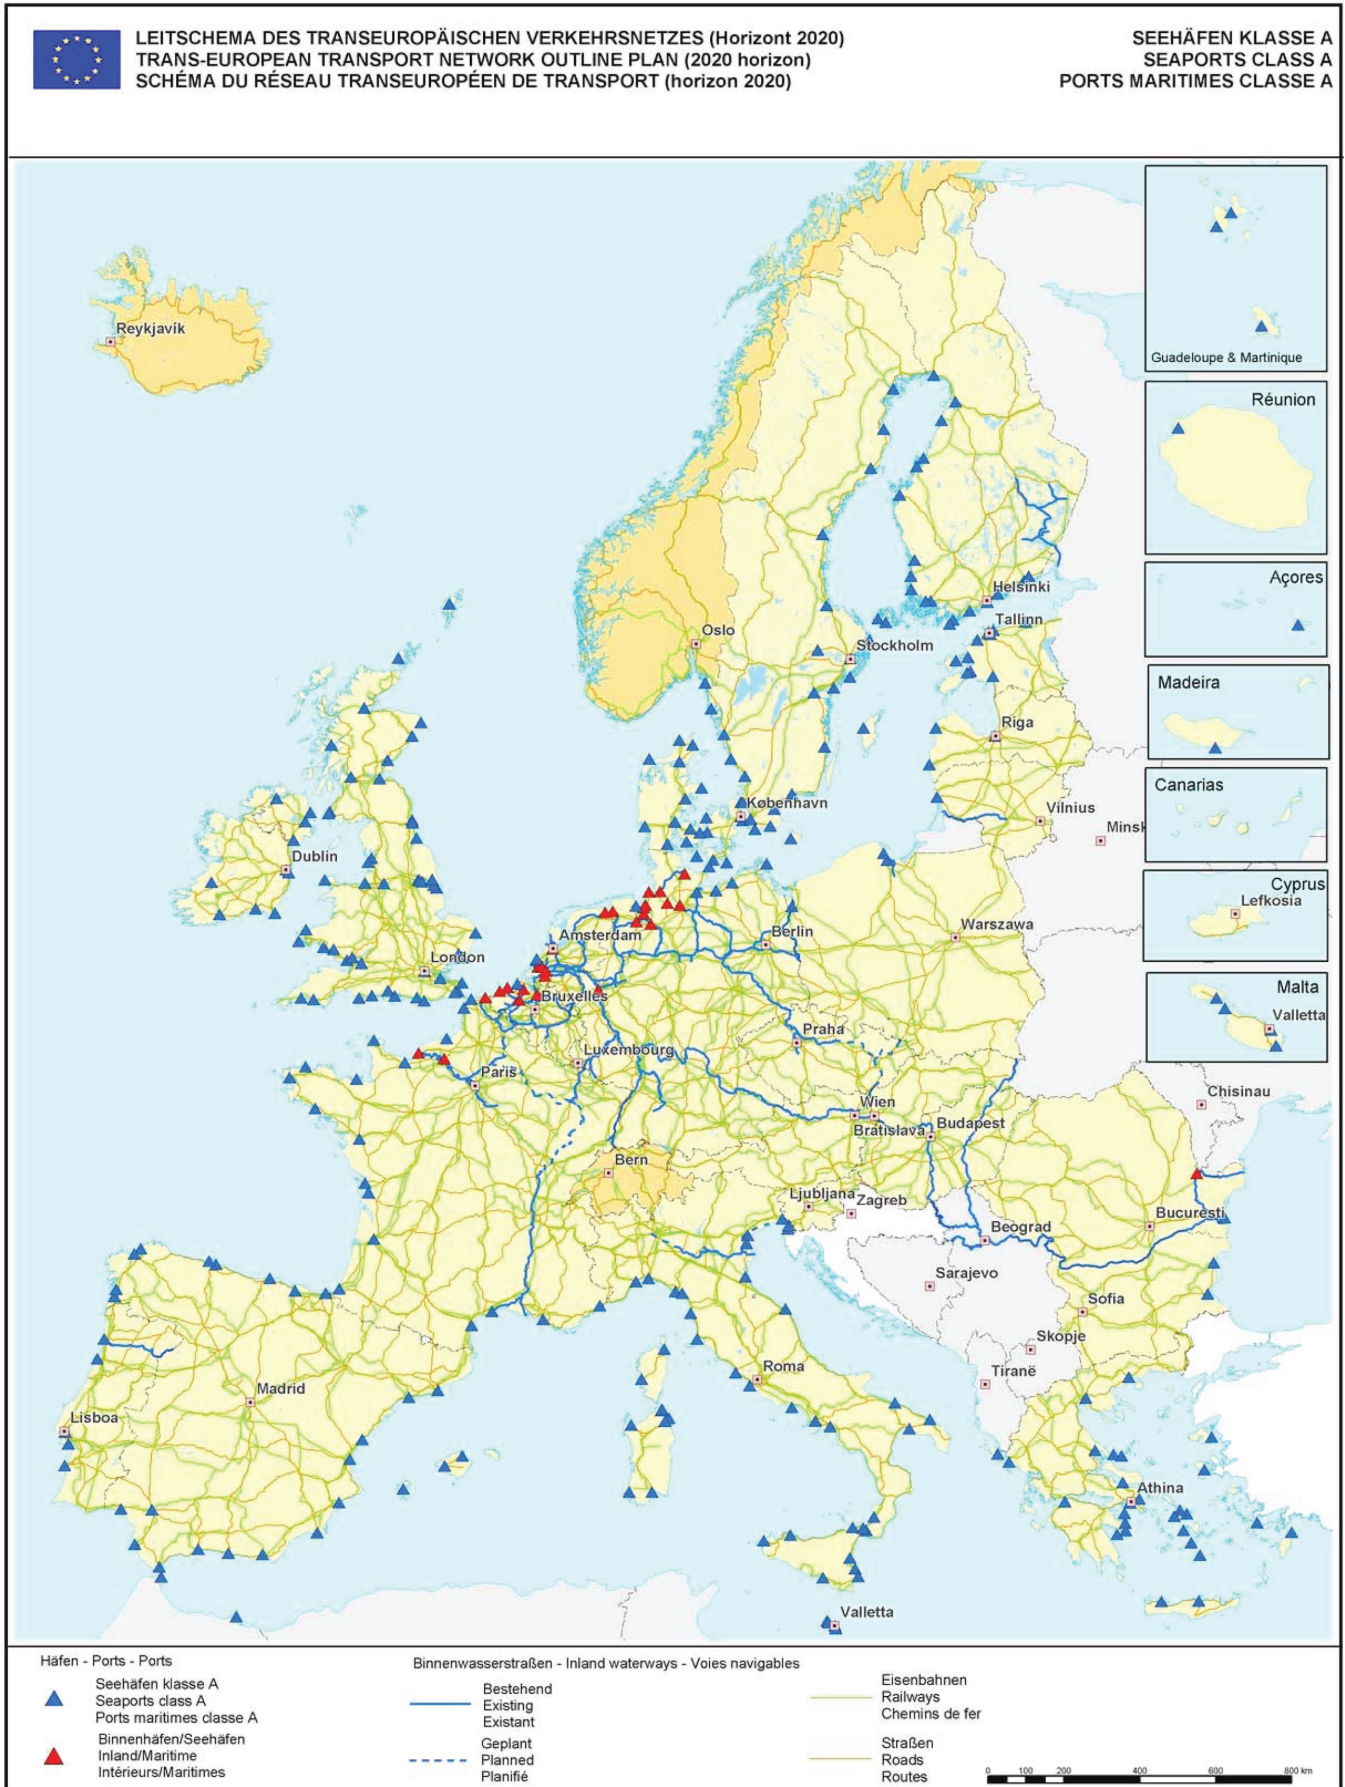 LEITSCHEMA DES TRANSEUROPÄISCHEN VERKEHRSNETZES (Horizont 2020)
TRANS-EUROPEAN TRANSPORT NETWORK OUTLINE PLAN (2020 horizon)
SCHÉMA DU RÉSEAU TRANSEUROPÉEN DE TRANSPORT (horizon 2020)
SEEHÄFEN KLASSE A
SEAPORTS CLASS A
PORTS MARITIMES CLASSE A
Reykjavík
Guadeloupe & Martinique
Réunion
Açores
Madeira
Canarias
Cyprus
Lefkosia
Malta
Valletta
Helsinki
Tallinn
Oslo
Stockholm
Riga
København
Vilnius
Minsk
Dublin
Amsterdam
Berlin
Warszawa
London
Bruxelles
Praha
Luxembourg
Paris
Chisinau
Wien
Bratislava
Budapest
Bern
Ljubljana
Zagreb
Bucuresti
Beograd
Sarajevo
Sofia
Skopje
Roma
Tiranë
Madrid
Lisboa
Athina
Valletta
Häfen - Ports - Ports
Seehäfen klasse A
Seaports class A
Ports maritimes classe A
Binnenhäfen/Seehäfen
Inland/Maritime
Intérieurs/Maritimes
Binnenwasserstraßen - Inland waterways - Voies navigables
Bestehend
Existing
Existant
Geplant
Planned
Planifié
Eisenbahnen
Railways
Chemins de fer
Straßen
Roads
Routes
0 100 200 400 600 800 km